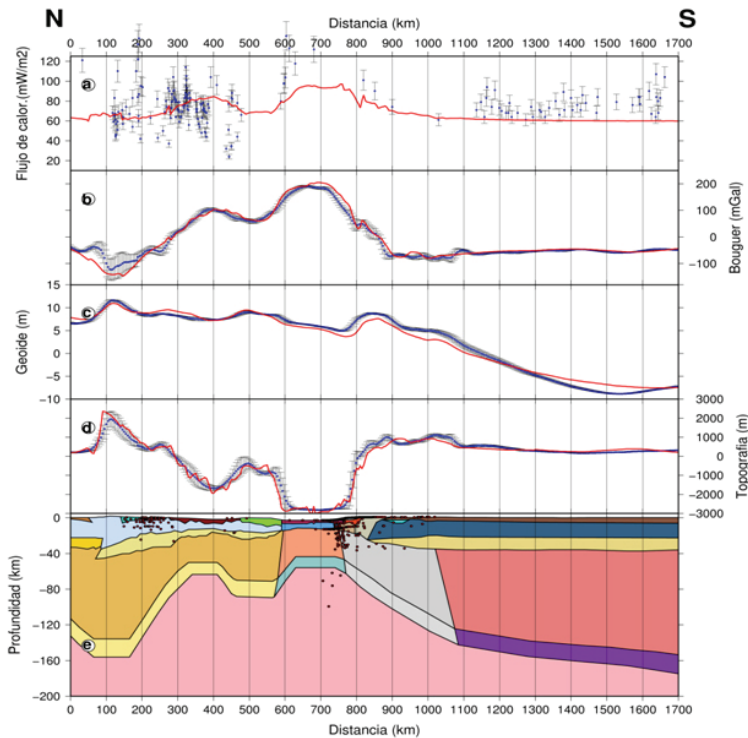 N
Distancia (km)
S
0 100 200 300 400 500 600 700 800 900 1000 1100 1200 1300 1400 1500 1600 1700
a
Flujo de calor.(mW/m2)
120
100
80
60
40
20
b
Bouguer (mGal)
200
100
0
−100
c
Geoide (m)
15
10
5
0
−5
−10
d
Topografia (m)
3000
2000
1000
0
−1000
−2000
−3000
e
Profundidad (km)
0
−40
−80
−120
−160
−200
0 100 200 300 400 500 600 700 800 900 1000 1100 1200 1300 1400 1500 1600 1700
Distancia (km)